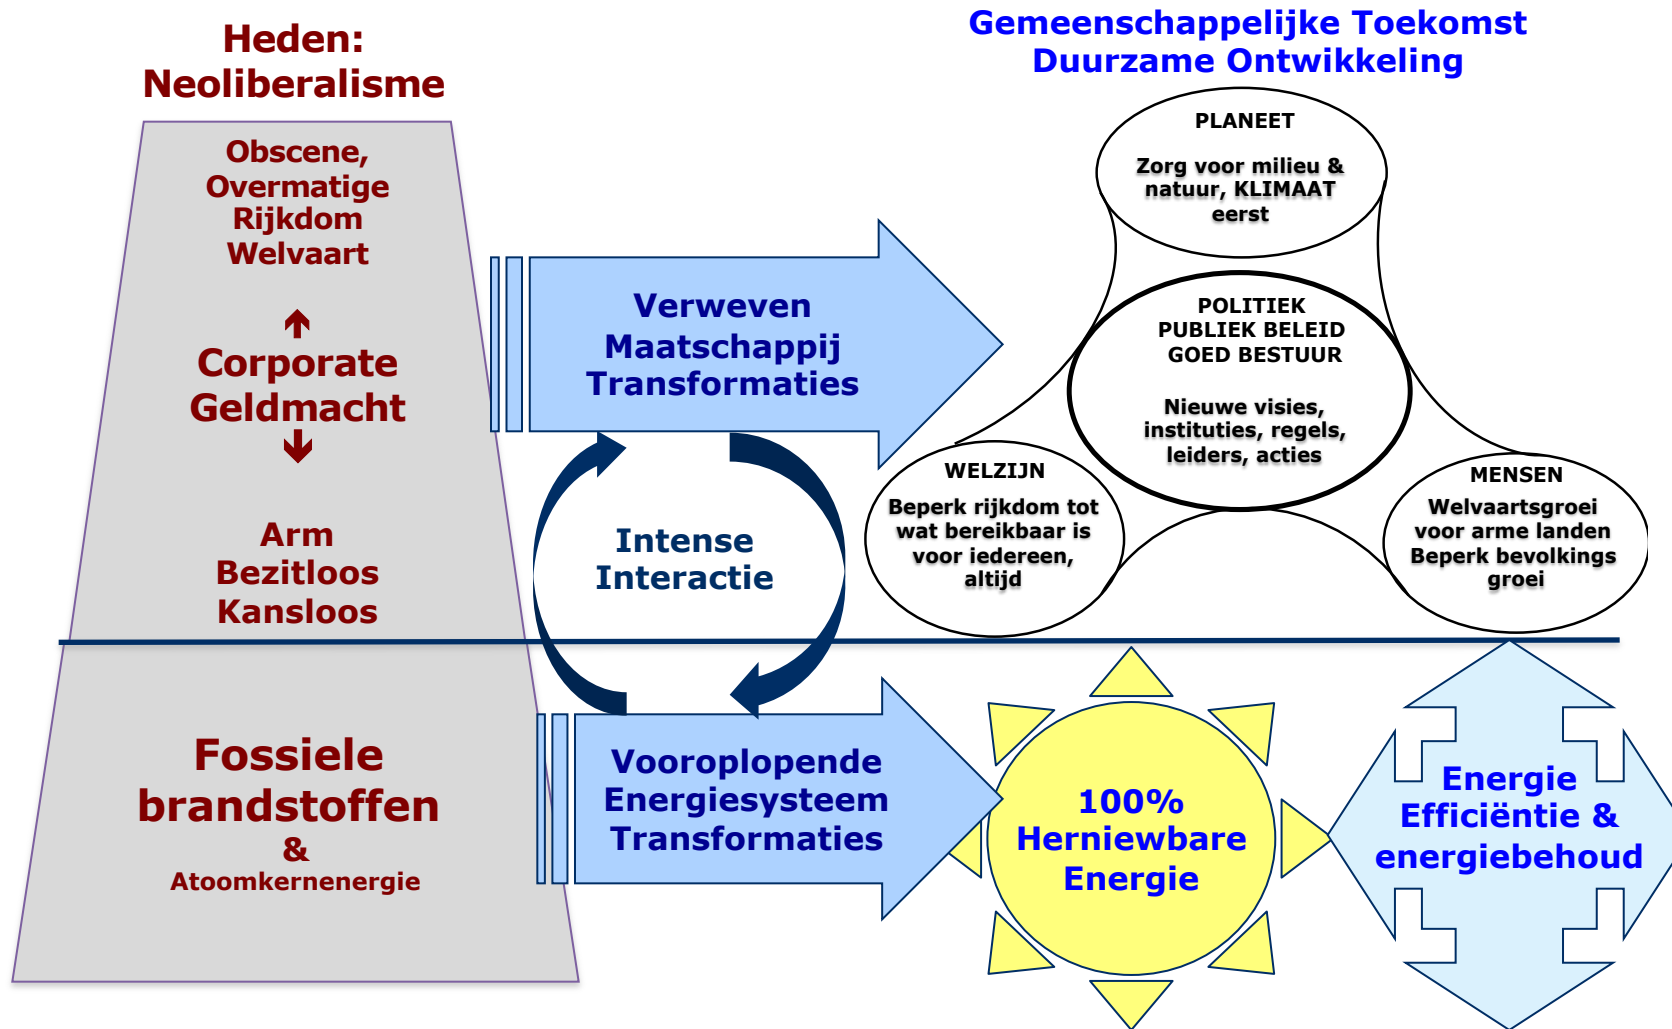 Heden:
Neoliberalisme
Obscene,
Overmatige
Rijkdom
Welvaart
Corporate
Geldmacht
Arm
Bezitloos
Kansloos
Fossiele
brandstoffen
&
Atoomkernenergie
Verweven
Maatschappij
Transformaties
Intense
Interactie
Vooroplopende
Energiesysteem
Transformaties
Gemeenschappelijke Toekomst
Duurzame Ontwikkeling
PLANEET
Zorg voor milieu &
natuur, KLIMAAT
eerst
POLITIEK
PUBLIEK BELEID
GOED BESTUUR
Nieuwe visies,
instituties, regels,
leiders, acties
WELZIJN
Beperk rijkdom tot
wat bereikbaar is
voor iedereen,
altijd
MENSEN
Welvaartsgroei
voor arme landen
Beperk bevolkings
groei
100%
Herniewbare
Energie
Energie
Efficiëntie &
energiebehoud